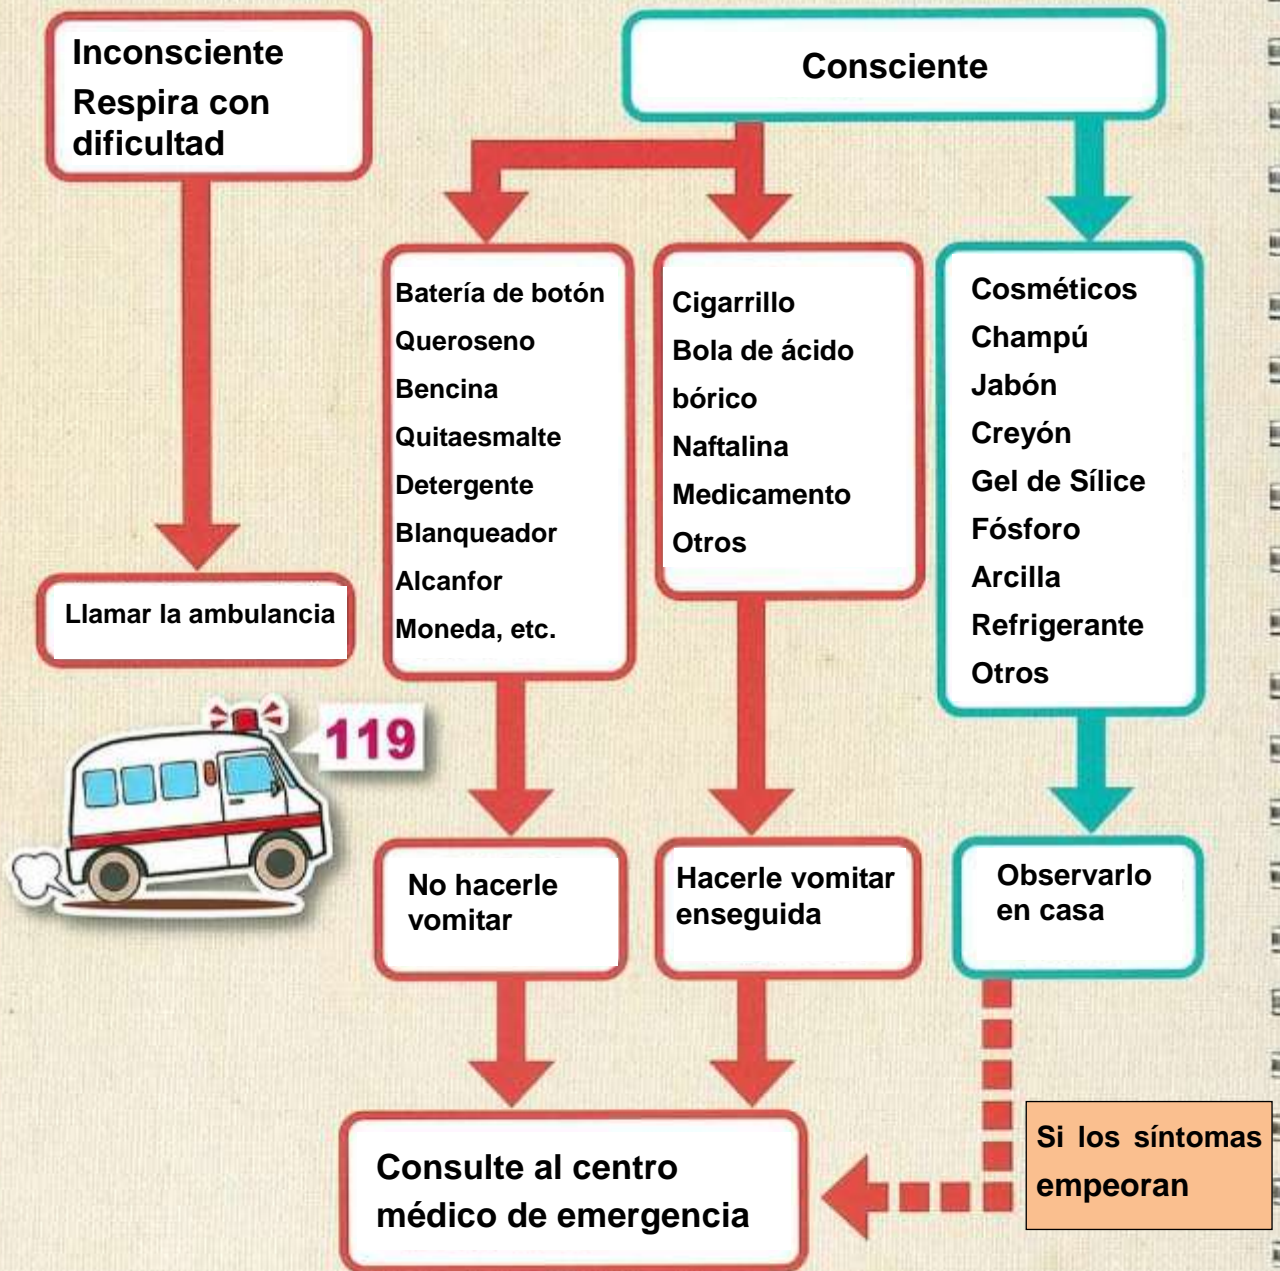 Inconsciente
Respira con
dificultad
Consciente
Batería de botón
Queroseno
Bencina
Quitaesmalte
Detergente
Blanqueador
Alcanfor
Moneda, etc.
Cigarrillo
Bola de ácido
bórico
Naftalina
Medicamento
Otros
Cosméticos
Champú
Jabón
Creyón
Gel de Sílice
Fósforo
Arcilla
Refrigerante
Otros
Llamar la ambulancia
119
No hacerle
vomitar
Hacerle vomitar
enseguida
Observarlo
en casa
Consulte al centro
médico de emergencia
Si los síntomas
empeoran